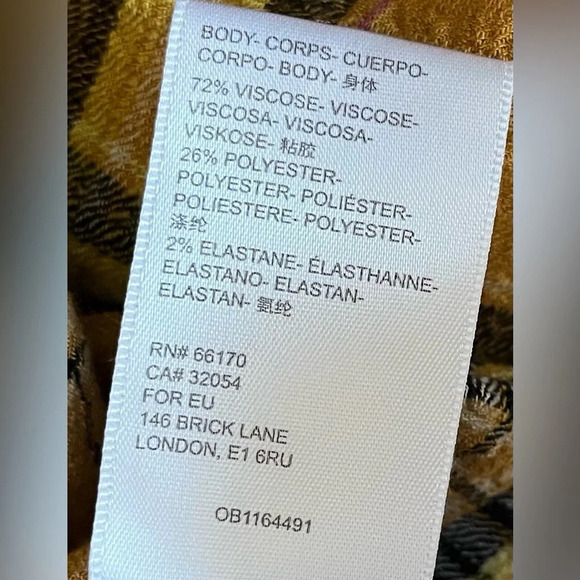 BODY- CORPS- CUERPO-
CORPO- BODY- 身体
72% VISCOSE- VISCOSE-
VISCOSA- VISCOSA-
VISKOSE- 粘胶
26% POLYESTER-
POLYESTER- POLIÉSTER-
POLIESTERE- POLYESTER-
涤纶
2% ELASTANE- ÉLASTHANNE-
ELASTANO- ELASTAN-
ELASTAN- 氨纶
RN# 66170
CA# 32054
FOR EU
146 BRICK LANE
LONDON, E1 6RU
OB1164491